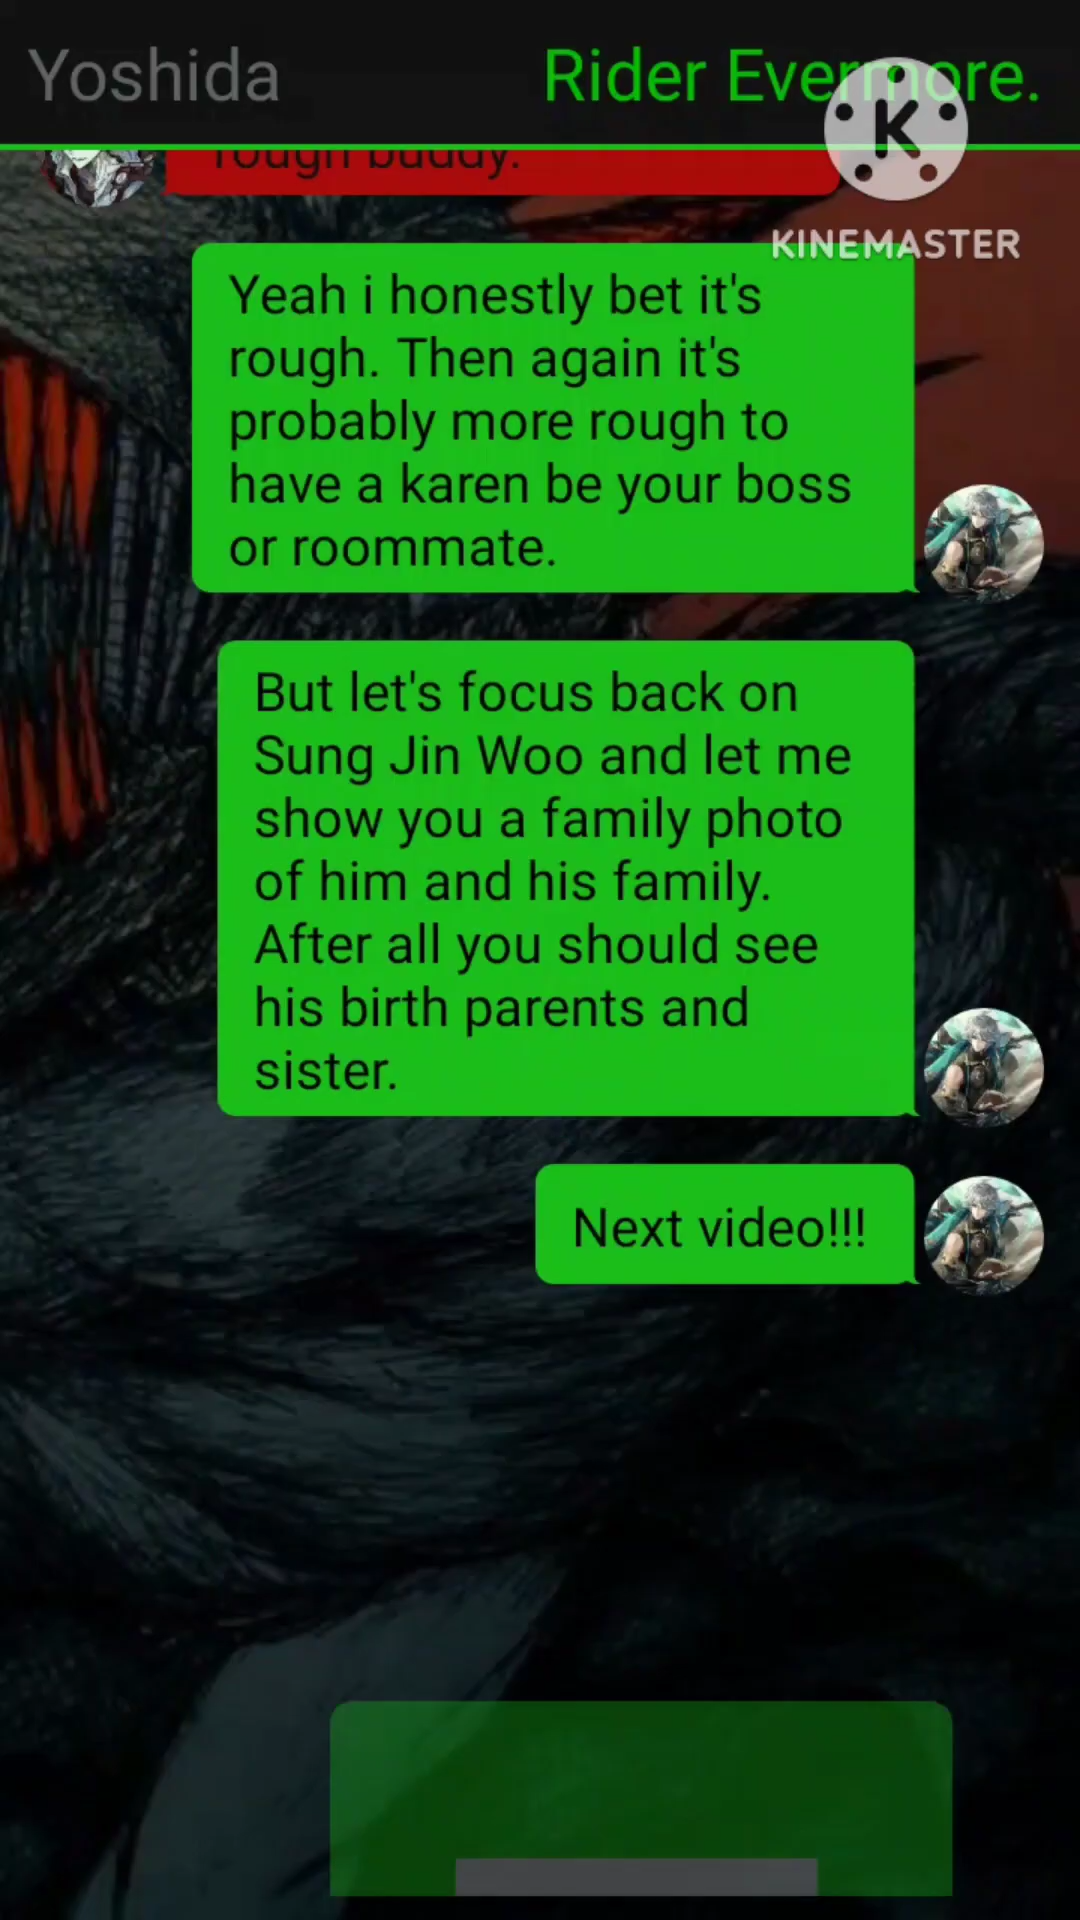 Yoshida
Rider Evermore.
K
KINEMASTER
rough buddy.
Yeah i honestly bet it's
rough. Then again it's
probably more rough to
have a karen be your boss
or roommate.
But let's focus back on
Sung Jin Woo and let me
show you a family photo
of him and his family.
After all you should see
his birth parents and
sister.
Next video!!!